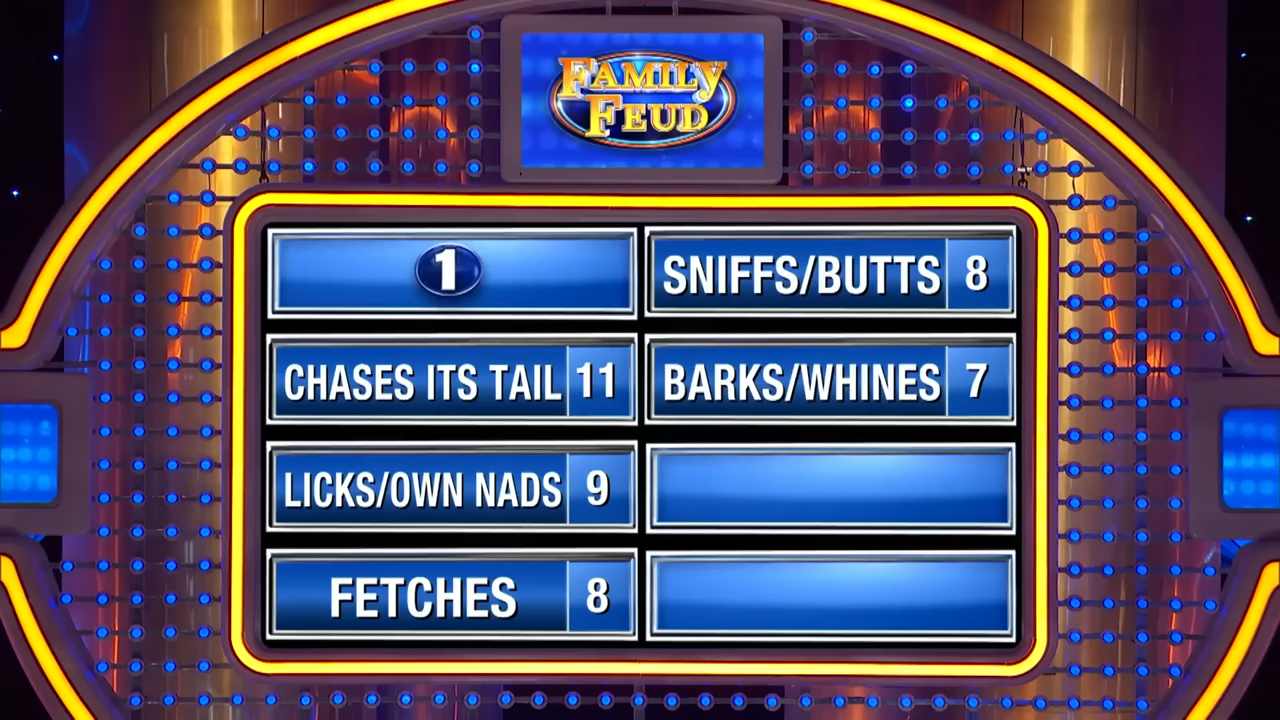 FAMILY
FEUD
1
CHASES ITS TAIL 11
LICKS/OWN NADS 9
FETCHES 8
SNIFFS/BUTTS 8
BARKS/WHINES 7